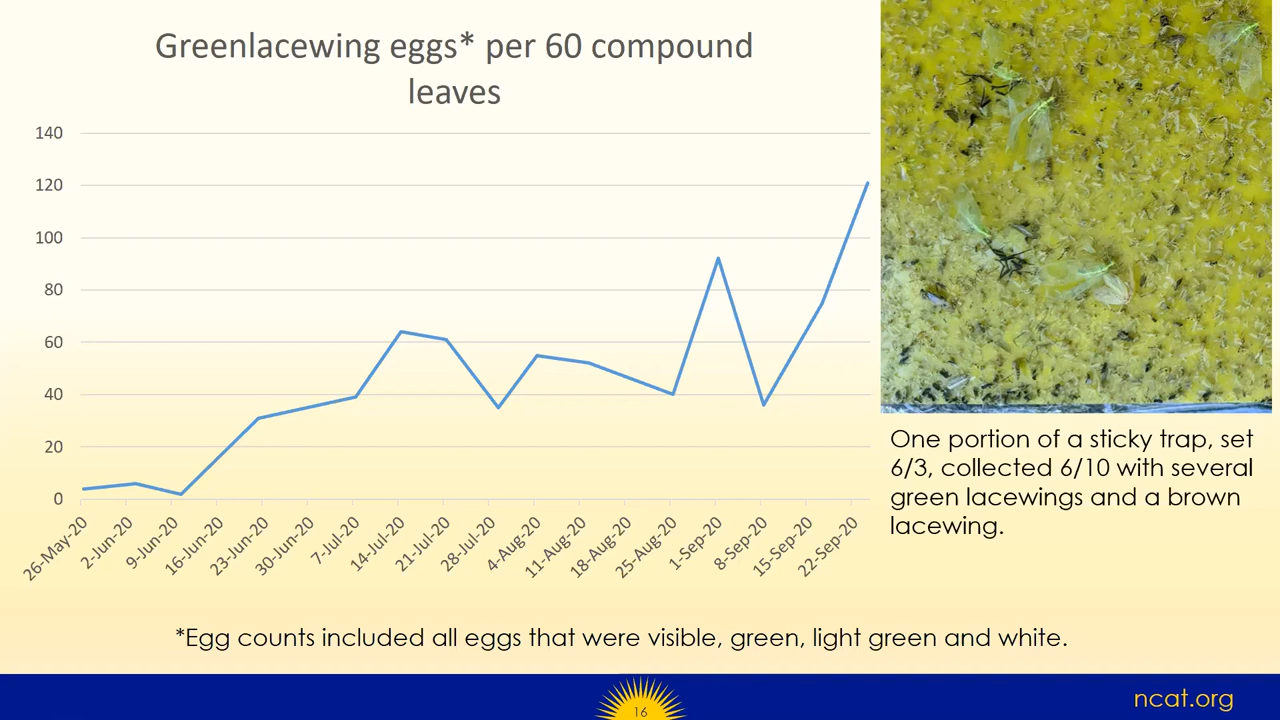 Greenlacewing eggs* per 60 compound
leaves
140
120
100
80
60
40
20
0
26-May-20
2-Jun-20
9-Jun-20
16-Jun-20
23-Jun-20
30-Jun-20
7-Jul-20
14-Jul-20
21-Jul-20
28-Jul-20
4-Aug-20
11-Aug-20
18-Aug-20
25-Aug-20
1-Sep-20
8-Sep-20
15-Sep-20
22-Sep-20
One portion of a sticky trap, set
6/3, collected 6/10 with several
green lacewings and a brown
lacewing.
*Egg counts included all eggs that were visible, green, light green and white.
16
ncat.org